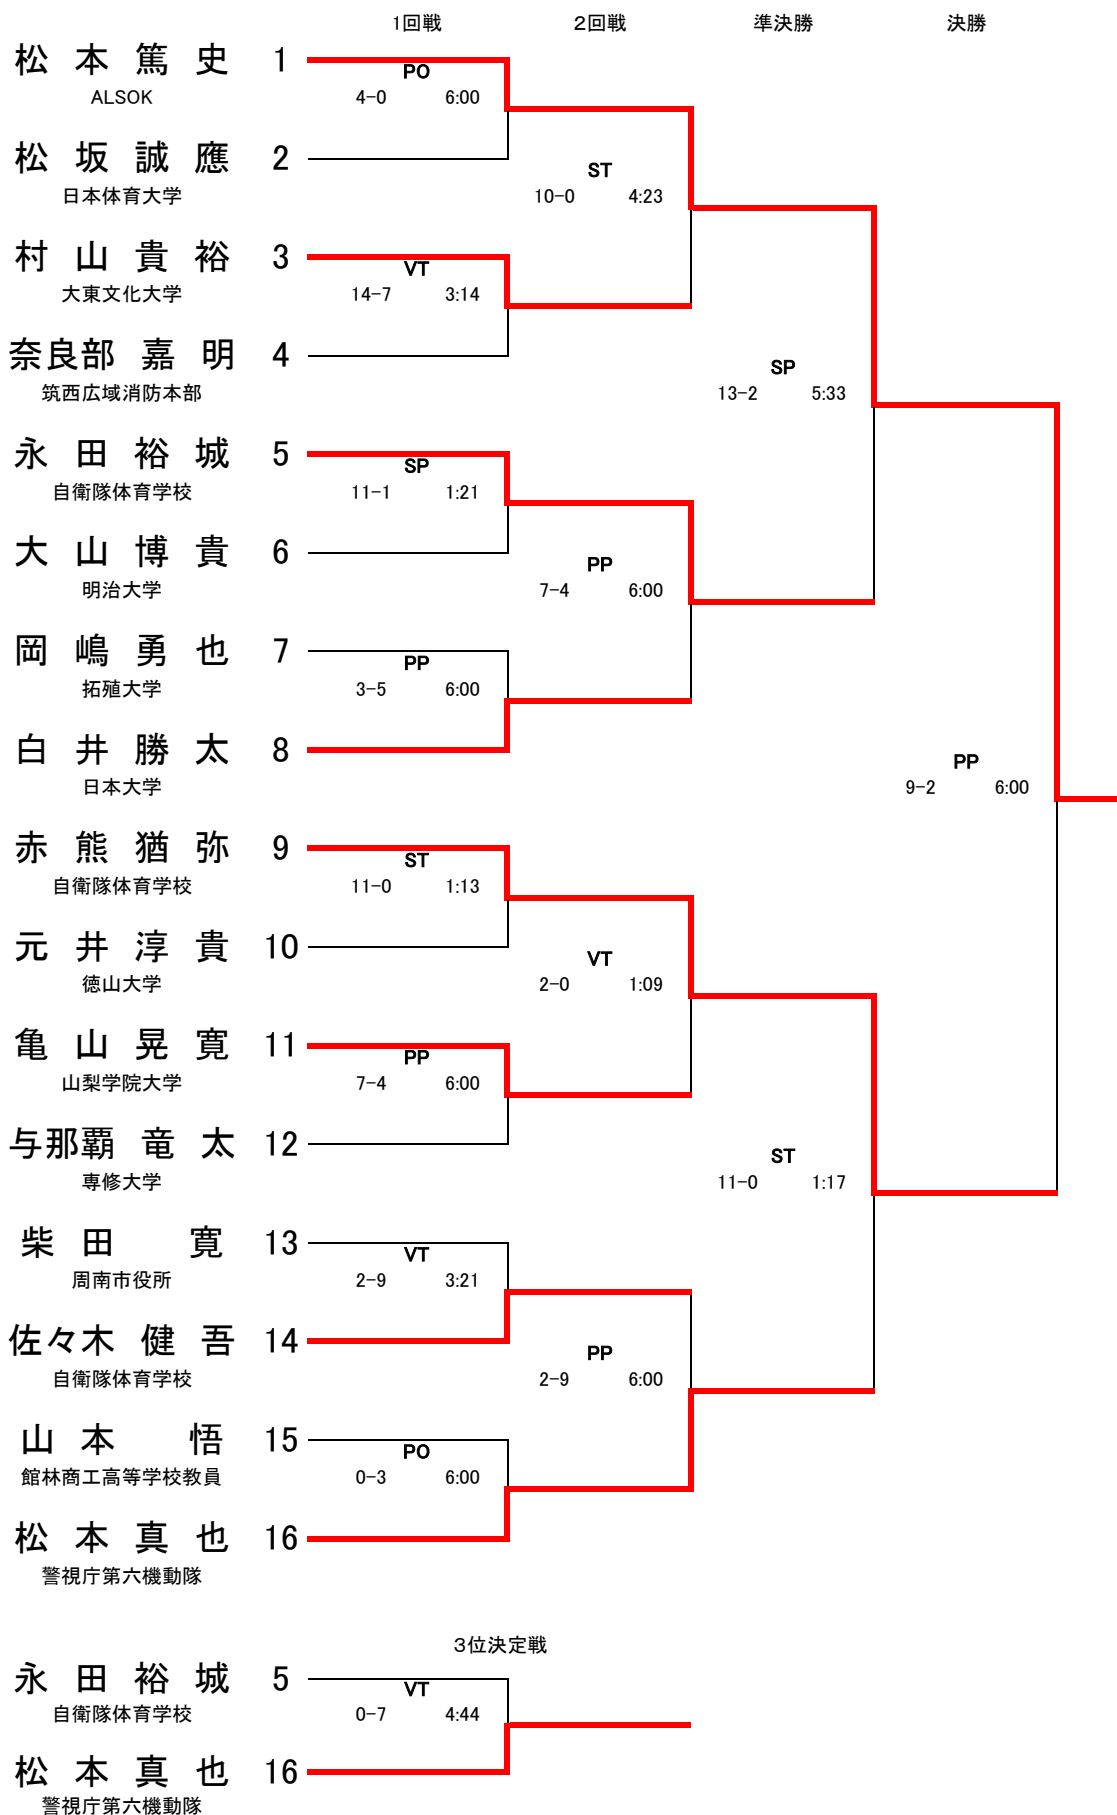 1回戦 2回戦 準決勝 決勝
松 本 篤 史 1
PO
4-0 6:00
ALSOK
松 坂 誠 應 2
ST
10-0 4:23
日本体育大学
村 山 貴 裕 3
VT
14-7 3:14
大東文化大学
奈良部 嘉 明 4
SP
13-2 5:33
筑西広域消防本部
永 田 裕 城 5
SP
11-1 1:21
自衛隊体育学校
大 山 博 貴 6
PP
7-4 6:00
明治大学
岡 嶋 勇 也 7
PP
3-5 6:00
拓殖大学
白 井 勝 太 8
PP
9-2 6:00
日本大学
赤 熊 猶 弥 9
ST
11-0 1:13
自衛隊体育学校
元 井 淳 貴 10
VT
2-0 1:09
徳山大学
亀 山 晃 寛 11
PP
7-4 6:00
山梨学院大学
与那覇 竜 太 12
ST
11-0 1:17
専修大学
柴 田 寛 13
VT
2-9 3:21
周南市役所
佐々木 健 吾 14
PP
2-9 6:00
自衛隊体育学校
山 本 悟 15
PO
0-3 6:00
館林商工高等学校教員
松 本 真 也 16
警視庁第六機動隊
3位決定戦
永 田 裕 城 5
VT
0-7 4:44
自衛隊体育学校
松 本 真 也 16
警視庁第六機動隊